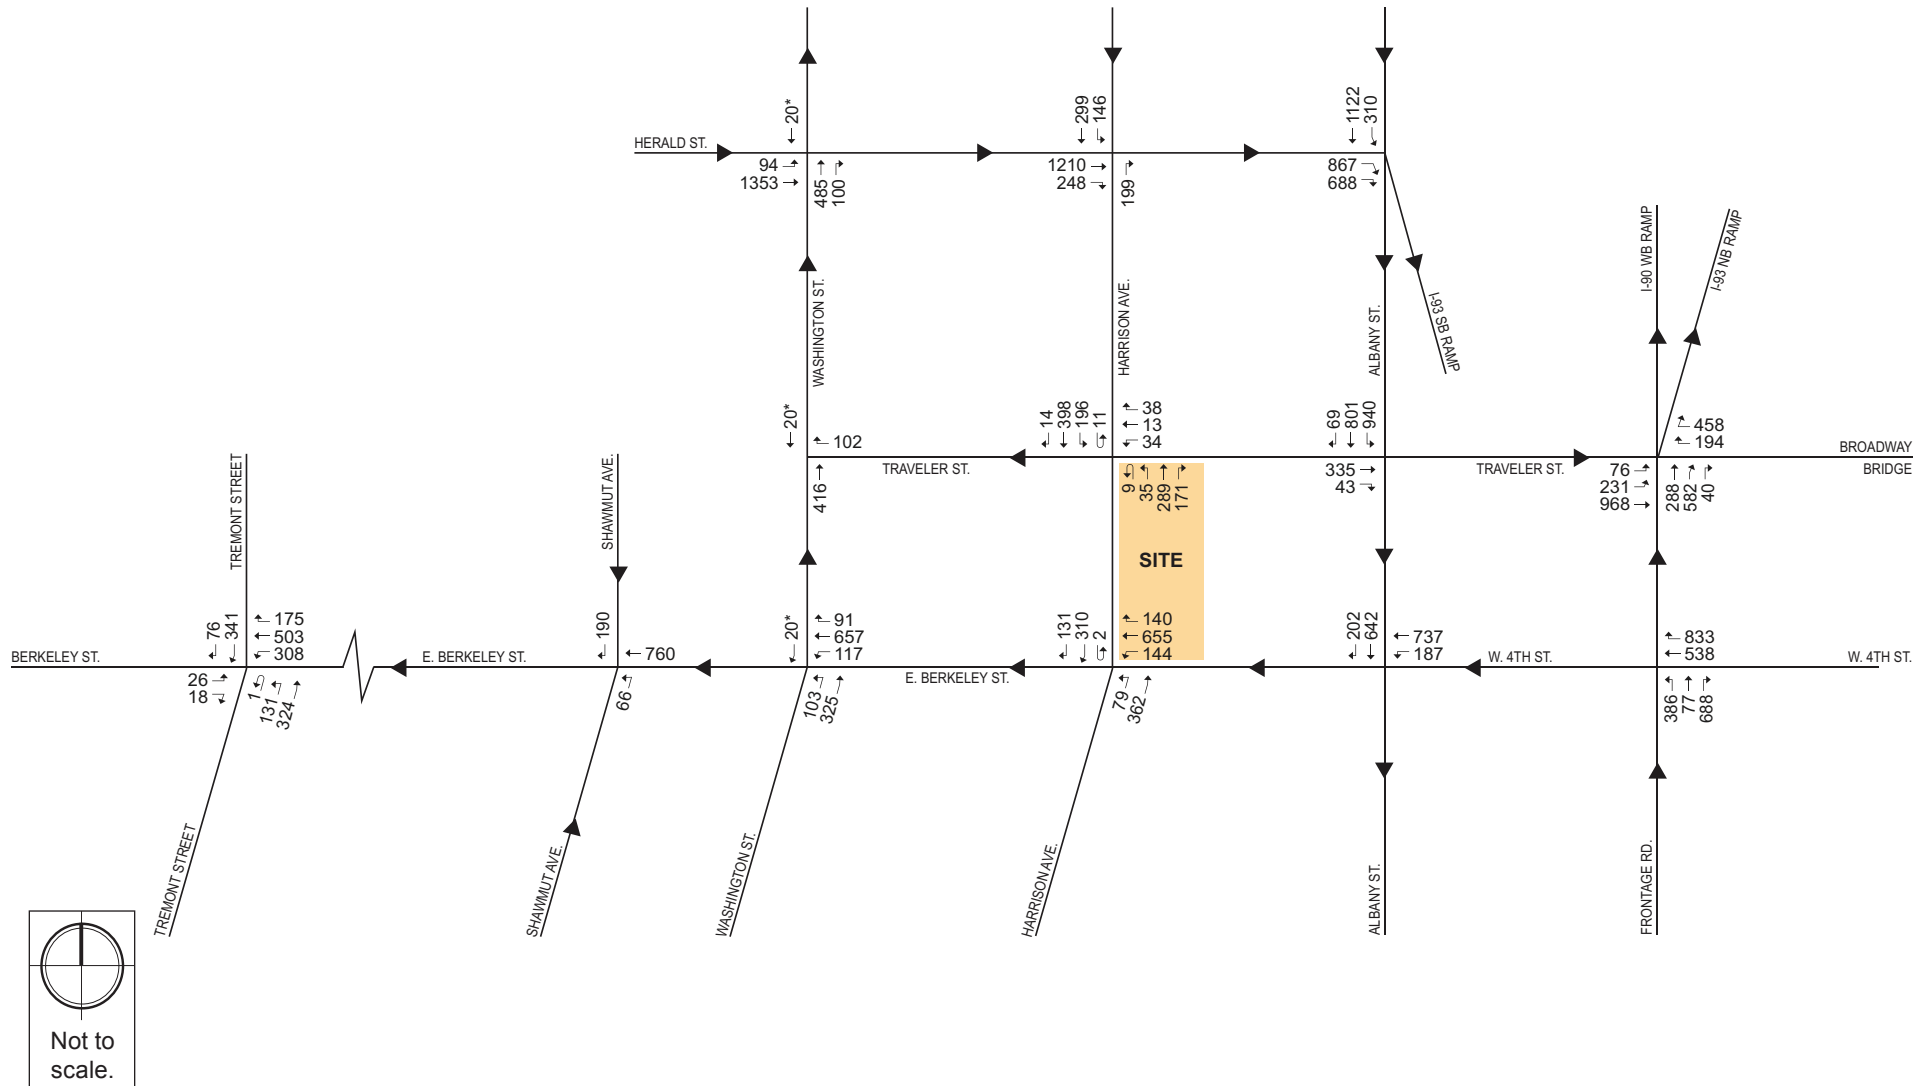 20*
299
146
1122
310
HERALD ST.
94
1353
485
100
1210
248
199
867
688
WASHINGTON ST.
HARRISON AVE.
ALBANY ST.
I-93 SB RAMP
I-90 WB RAMP
I-93 NB RAMP
20*
102
416
TRAVELER ST.
14
398
196
11
38
13
34
9
35
289
171
SITE
69
801
940
335
43
TRAVELER ST.
458
194
BROADWAY
BRIDGE
76
231
968
288
582
40
TREMONT STREET
SHAWMUT AVE.
76
341
175
503
308
BERKELEY ST.
26
18
1
131
324
E. BERKELEY ST.
190
760
66
20*
91
657
117
103
325
E. BERKELEY ST.
131
310
2
140
655
144
79
362
202
642
737
187
W. 4TH ST.
833
538
W. 4TH ST.
386
77
688
TREMONT STREET
SHAWMUT AVE.
WASHINGTON ST.
HARRISON AVE.
ALBANY ST.
FRONTAGE RD.
Not to
scale.